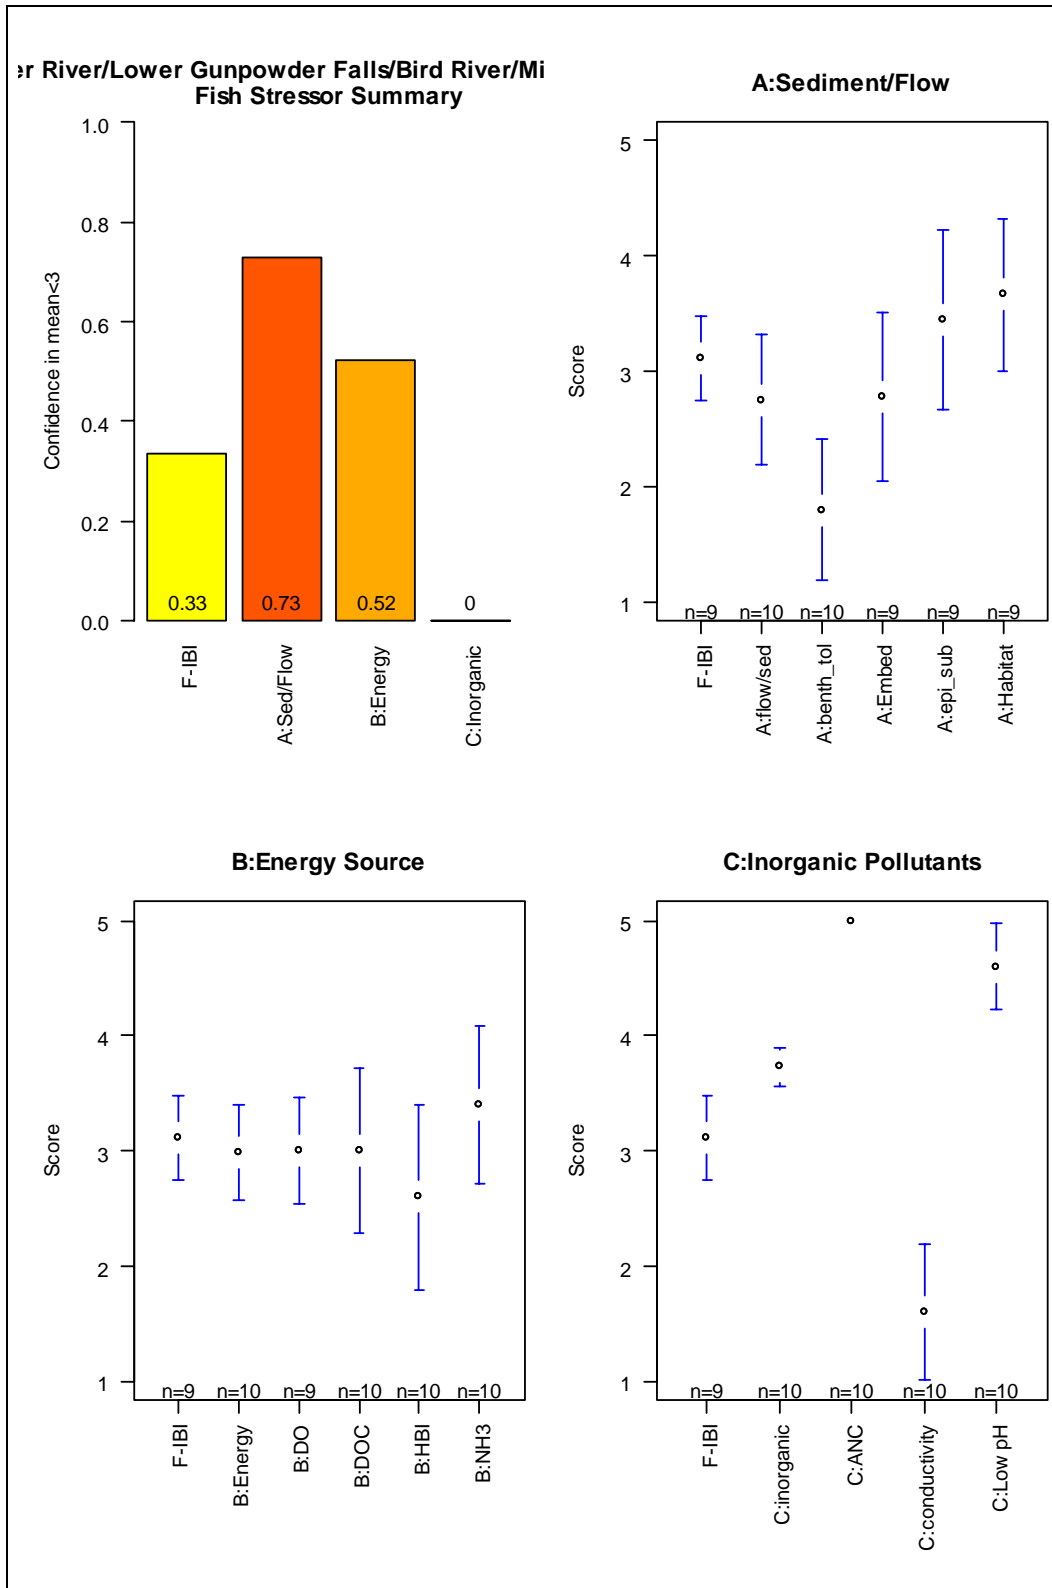 er River/Lower Gunpowder Falls/Bird River/Mi
Fish Stressor Summary
Confidence in mean<3
1.0
0.8
0.6
0.4
0.2
0.0
0.33
0.73
0.52
0
F-IBI
A:Sed/Flow
B:Energy
C:Inorganic
A:Sediment/Flow
Score
5
4
3
2
1
n=9
n=10
n=10
n=9
n=9
n=9
F-IBI
A:flow/sed
A:benth_tol
A:Embed
A:epi_sub
A:Habitat
B:Energy Source
Score
5
4
3
2
1
n=9
n=10
n=9
n=10
n=10
n=10
F-IBI
B:Energy
B:DO
B:DOC
B:HBI
B:NH3
C:Inorganic Pollutants
Score
5
4
3
2
1
n=9
n=10
n=10
n=10
n=10
F-IBI
C:inorganic
C:ANC
C:conductivity
C:Low pH